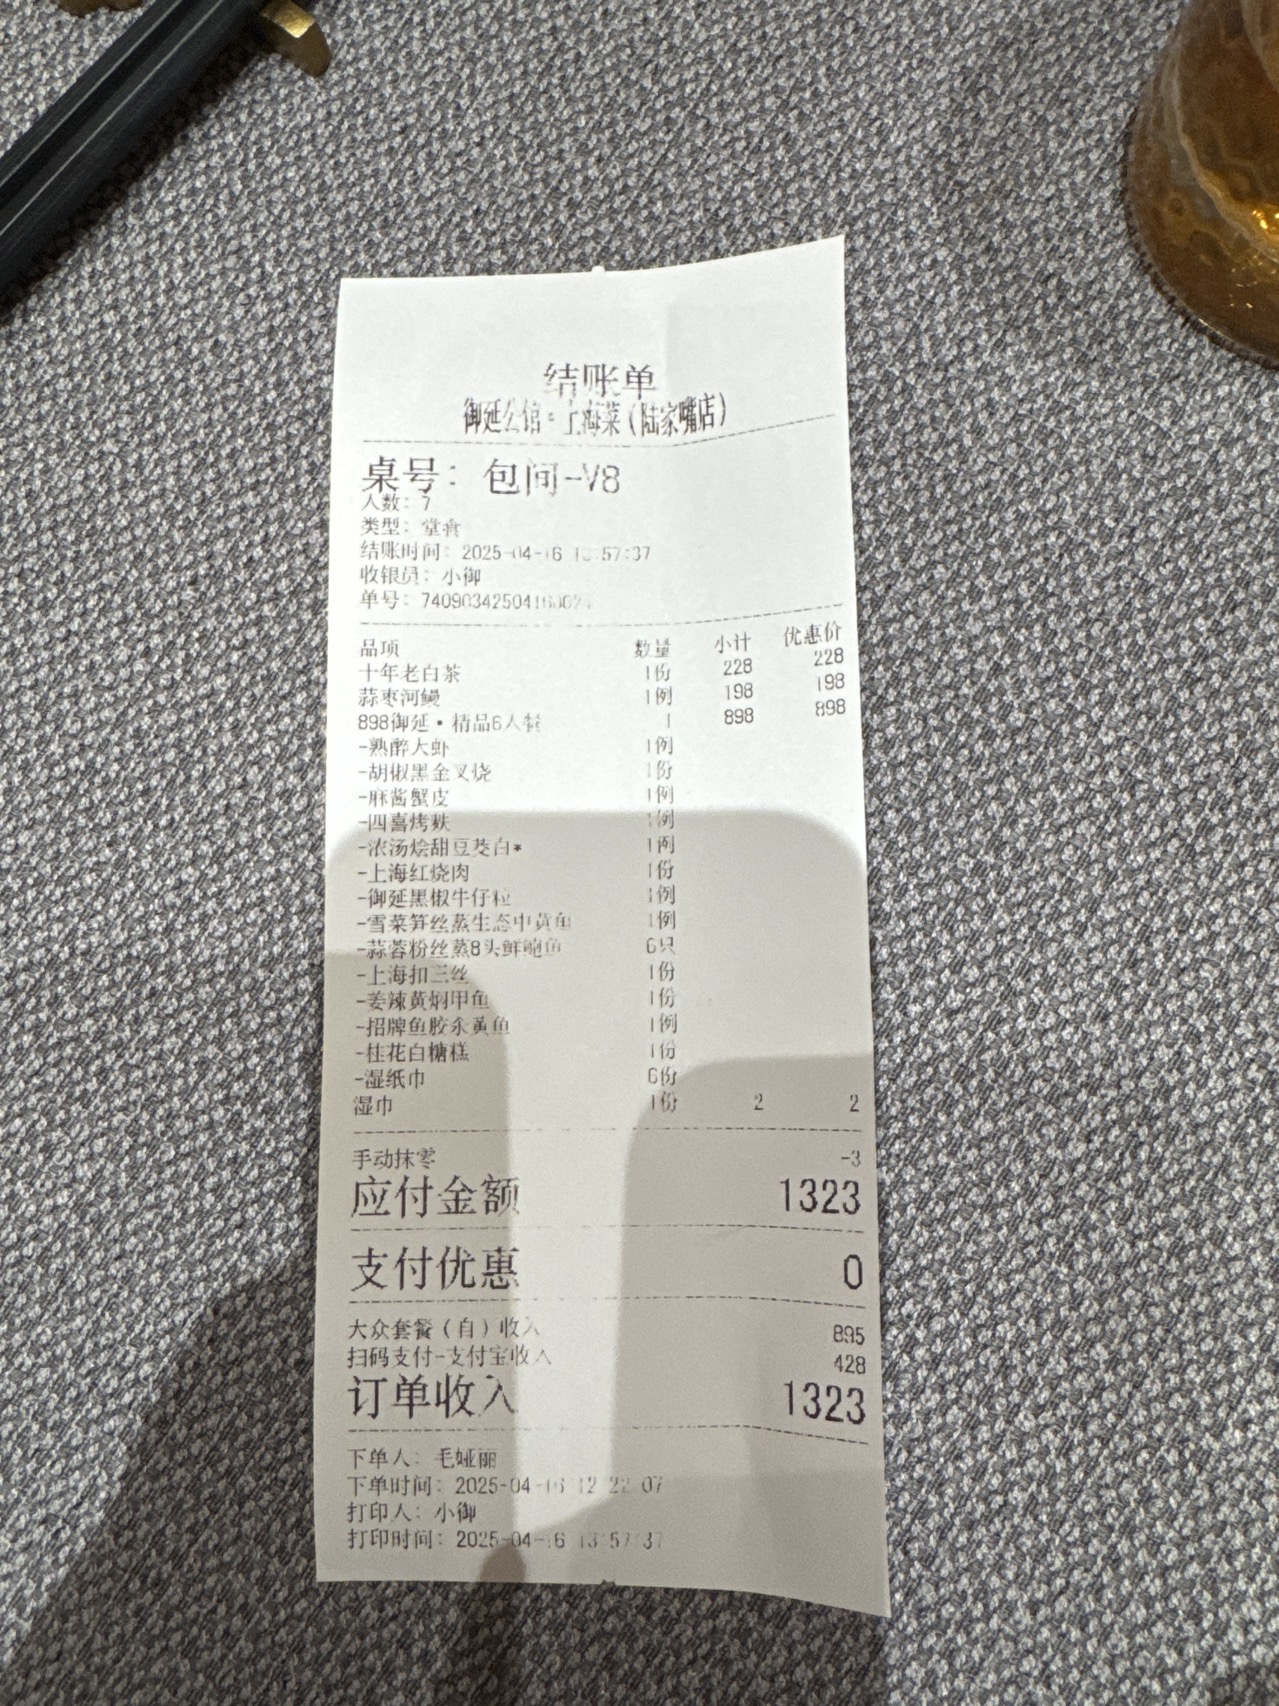 结账单
御延公馆·上海菜(陆家嘴店)
桌号: 包间-V8
人数: 7
类型: 堂食
结账时间: 2025-04-16 13:57:37
收银员: 小御
单号: 7409034250416
品项 数量 小计 优惠价
十年老白茶 1份 228 228
蒜枣河鳗 1例 198 198
898御延·精品6人餐 1 898 898
-熟醉大虾 1例
-胡椒黑金叉烧 1份
-麻酱蟹皮 1例
-四喜烤麸 1例
-浓汤烩甜豆茭白* 1例
-上海红烧肉 1份
-御延黑椒牛仔粒 1例
-雪菜笋丝蒸生态中黄鱼 1例
-蒜蓉粉丝蒸8头鲜鲍鱼 6只
-上海扣三丝 1份
-姜辣黄焖甲鱼 1份
-招牌鱼胶汆黄鱼 1例
-桂花白糖糕 1份
-湿纸巾 6份
湿巾 1份 2 2
手动抹零 -3
应付金额 1323
支付优惠 0
大众套餐(自)收入 895
扫码支付-支付宝收入 428
订单收入 1323
下单人: 毛娅丽
下单时间: 2025-04-16 12:22:07
打印人: 小御
打印时间: 2025-04-16 13:57:37